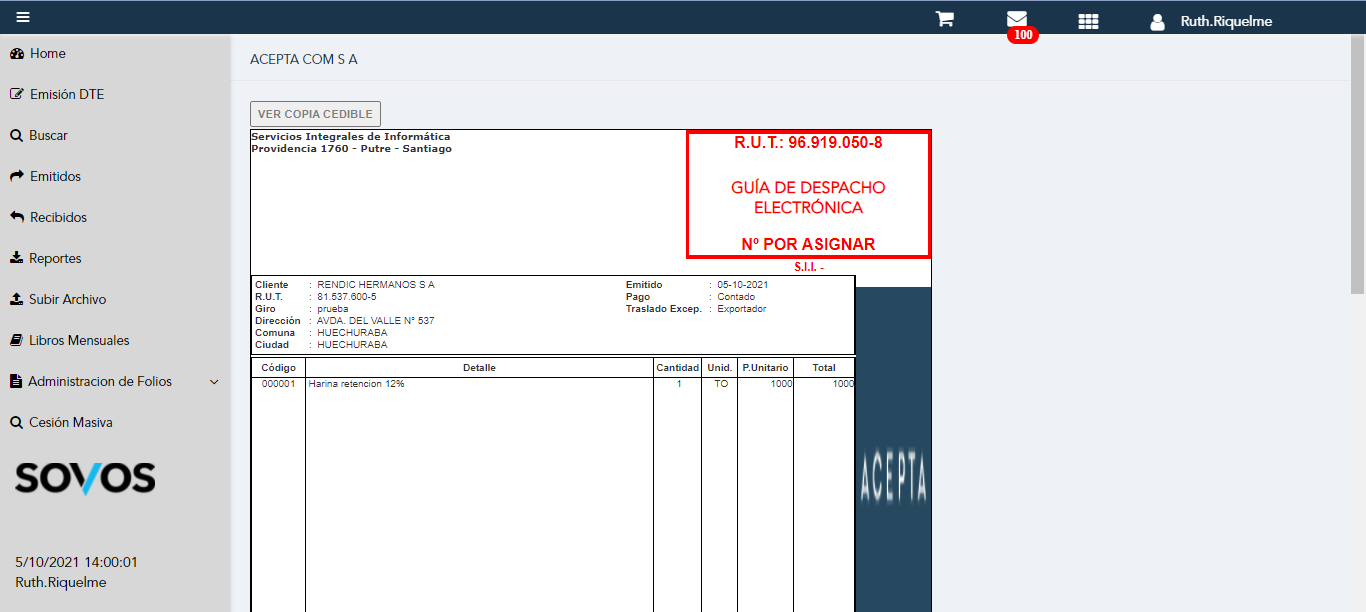 Ruth.Riquelme
100
Home
Emisión DTE
Buscar
Emitidos
Recibidos
Reportes
Subir Archivo
Libros Mensuales
Administracion de Folios
Cesión Masiva
SOVOS
5/10/2021 14:00:01
Ruth.Riquelme
ACEPTA COM S A
VER COPIA CEDIBLE
Servicios Integrales de Informática
Providencia 1760 - Putre - Santiago
R.U.T.: 96.919.050-8
GUÍA DE DESPACHO
ELECTRÓNICA
Nº POR ASIGNAR
S.I.I. -
Cliente : RENDIC HERMANOS S A Emitido : 05-10-2021
R.U.T. : 81.537.600-5 Pago : Contado
Giro : prueba Traslado Excep. : Exportador
Dirección : AVDA. DEL VALLE N° 537
Comuna : HUECHURABA
Ciudad : HUECHURABA
Código Detalle Cantidad Unid. P.Unitario Total
000001 Harina retencion 12% 1 TO 1000 1000
ACEPTA